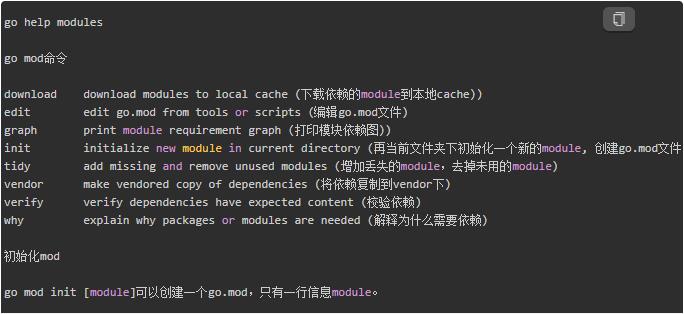 go help modules
go mod命令
download    download modules to local cache (下载依赖的module到本地cache))
edit        edit go.mod from tools or scripts (编辑go.mod文件)
graph       print module requirement graph (打印模块依赖图))
init        initialize new module in current directory (再当前文件夹下初始化一个新的module, 创建go.mod文件
tidy        add missing and remove unused modules (增加丢失的module，去掉未用的module)
vendor      make vendored copy of dependencies (将依赖复制到vendor下)
verify      verify dependencies have expected content (校验依赖)
why         explain why packages or modules are needed (解释为什么需要依赖)
初始化mod
go mod init [module]可以创建一个go.mod，只有一行信息module。